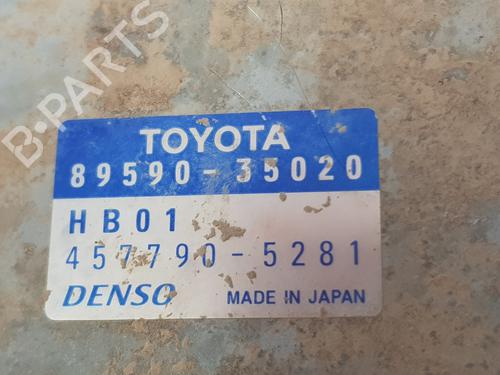 B-PARTS
TOYOTA
89590-35020
HB01
457790-5281
DENSO MADE IN JAPAN